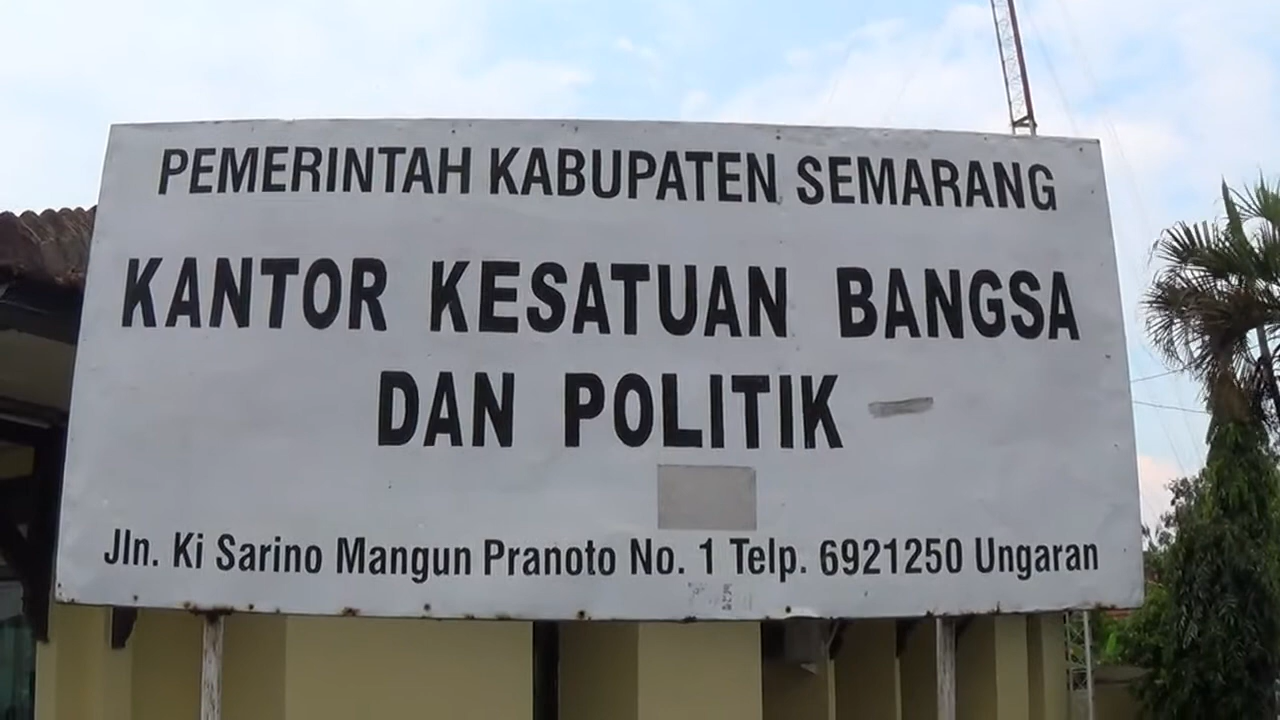 PEMERINTAH KABUPATEN SEMARANG
KANTOR KESATUAN BANGSA
DAN POLITIK
Jln. Ki Sarino Mangun Pranoto No. 1 Telp. 6921250 Ungaran